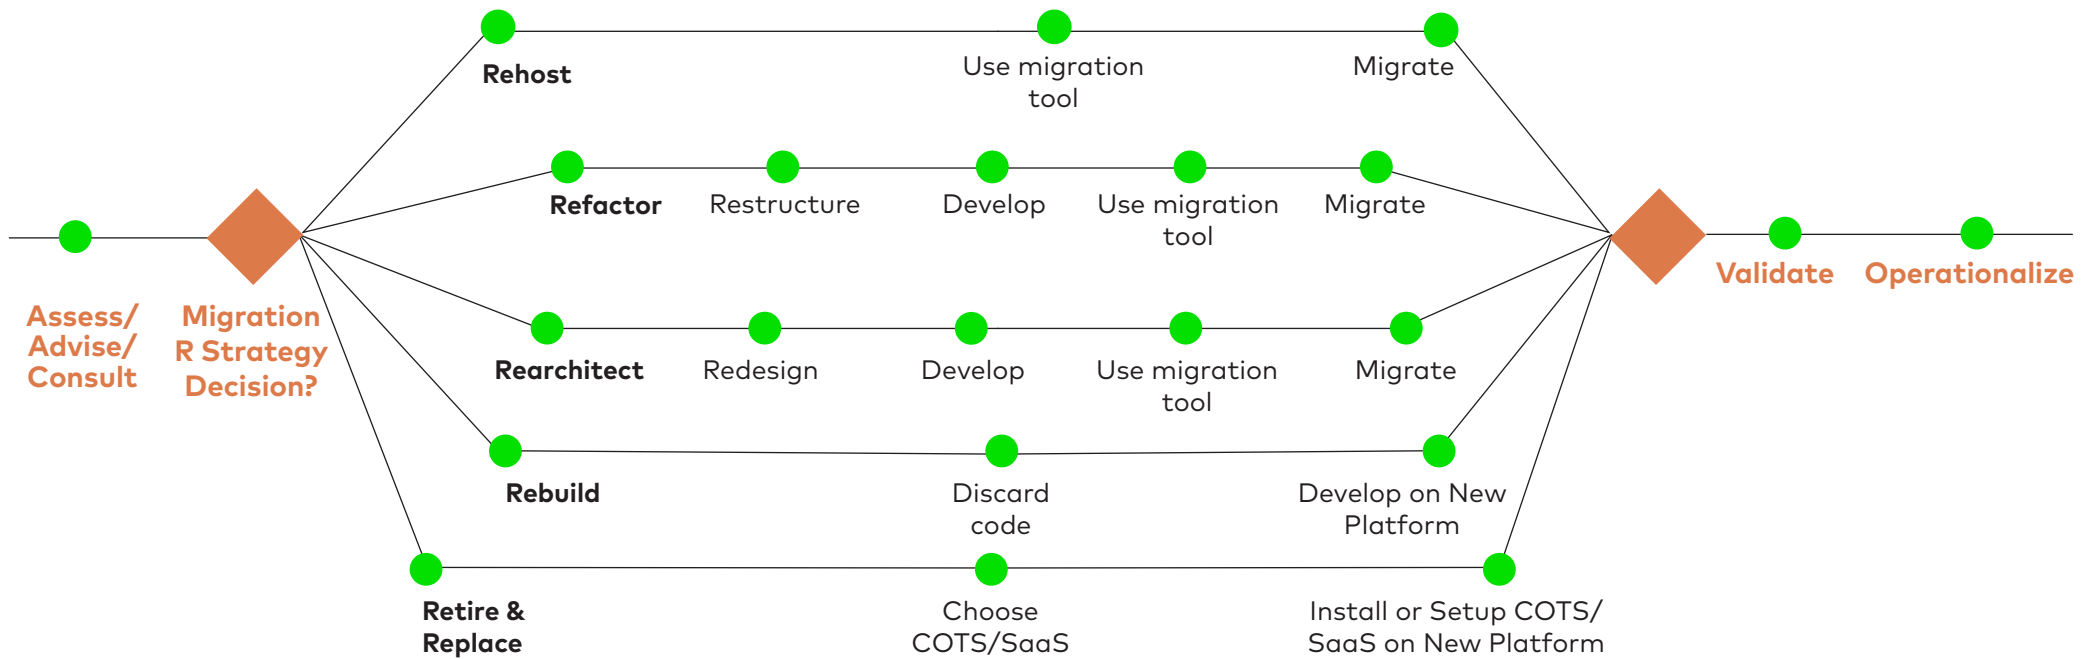 Rehost
Use migration
tool
Migrate
Refactor
Restructure
Develop
Use migration
tool
Migrate
Assess/
Advise/
Consult
Migration
R Strategy
Decision?
Validate
Operationalize
Rearchitect
Redesign
Develop
Use migration
tool
Migrate
Rebuild
Discard
code
Develop on New
Platform
Retire &
Replace
Choose
COTS/SaaS
Install or Setup COTS/
SaaS on New Platform